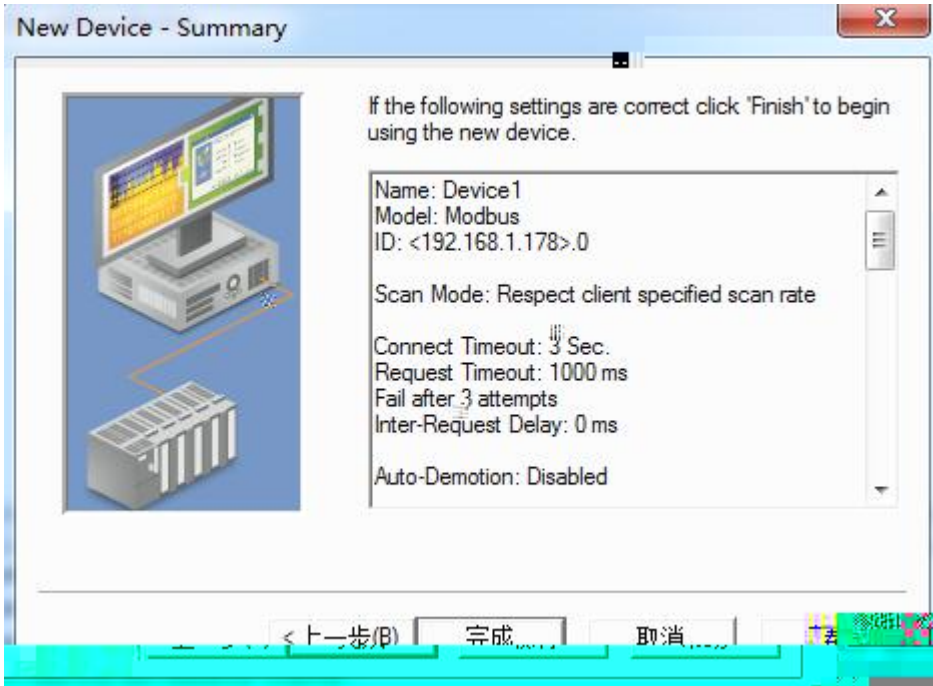 New Device - Summary
If the following settings are correct click "Finish" to begin
using the new device.
Name: Device1
Model: Modbus
ID: <192.168.1.178>.0
Scan Mode: Respect client specified scan rate
Connect Timeout: 3 Sec.
Request Timeout: 1000 ms
Fail after 3 attempts
Inter-Request Delay: 0 ms
Auto-Demotion: Disabled
<上一步(B) 完成 取消